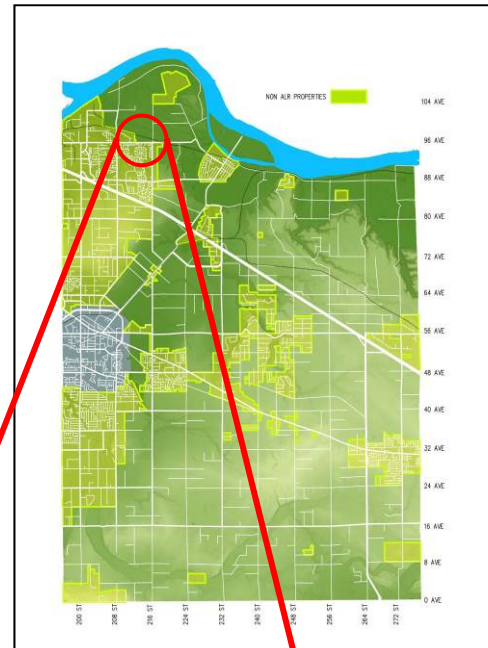 NON ALR PROPERTIES
104 AVE
96 AVE
88 AVE
80 AVE
72 AVE
64 AVE
56 AVE
48 AVE
40 AVE
32 AVE
24 AVE
16 AVE
8 AVE
0 AVE
200 ST
208 ST
216 ST
224 ST
232 ST
240 ST
248 ST
256 ST
264 ST
272 ST